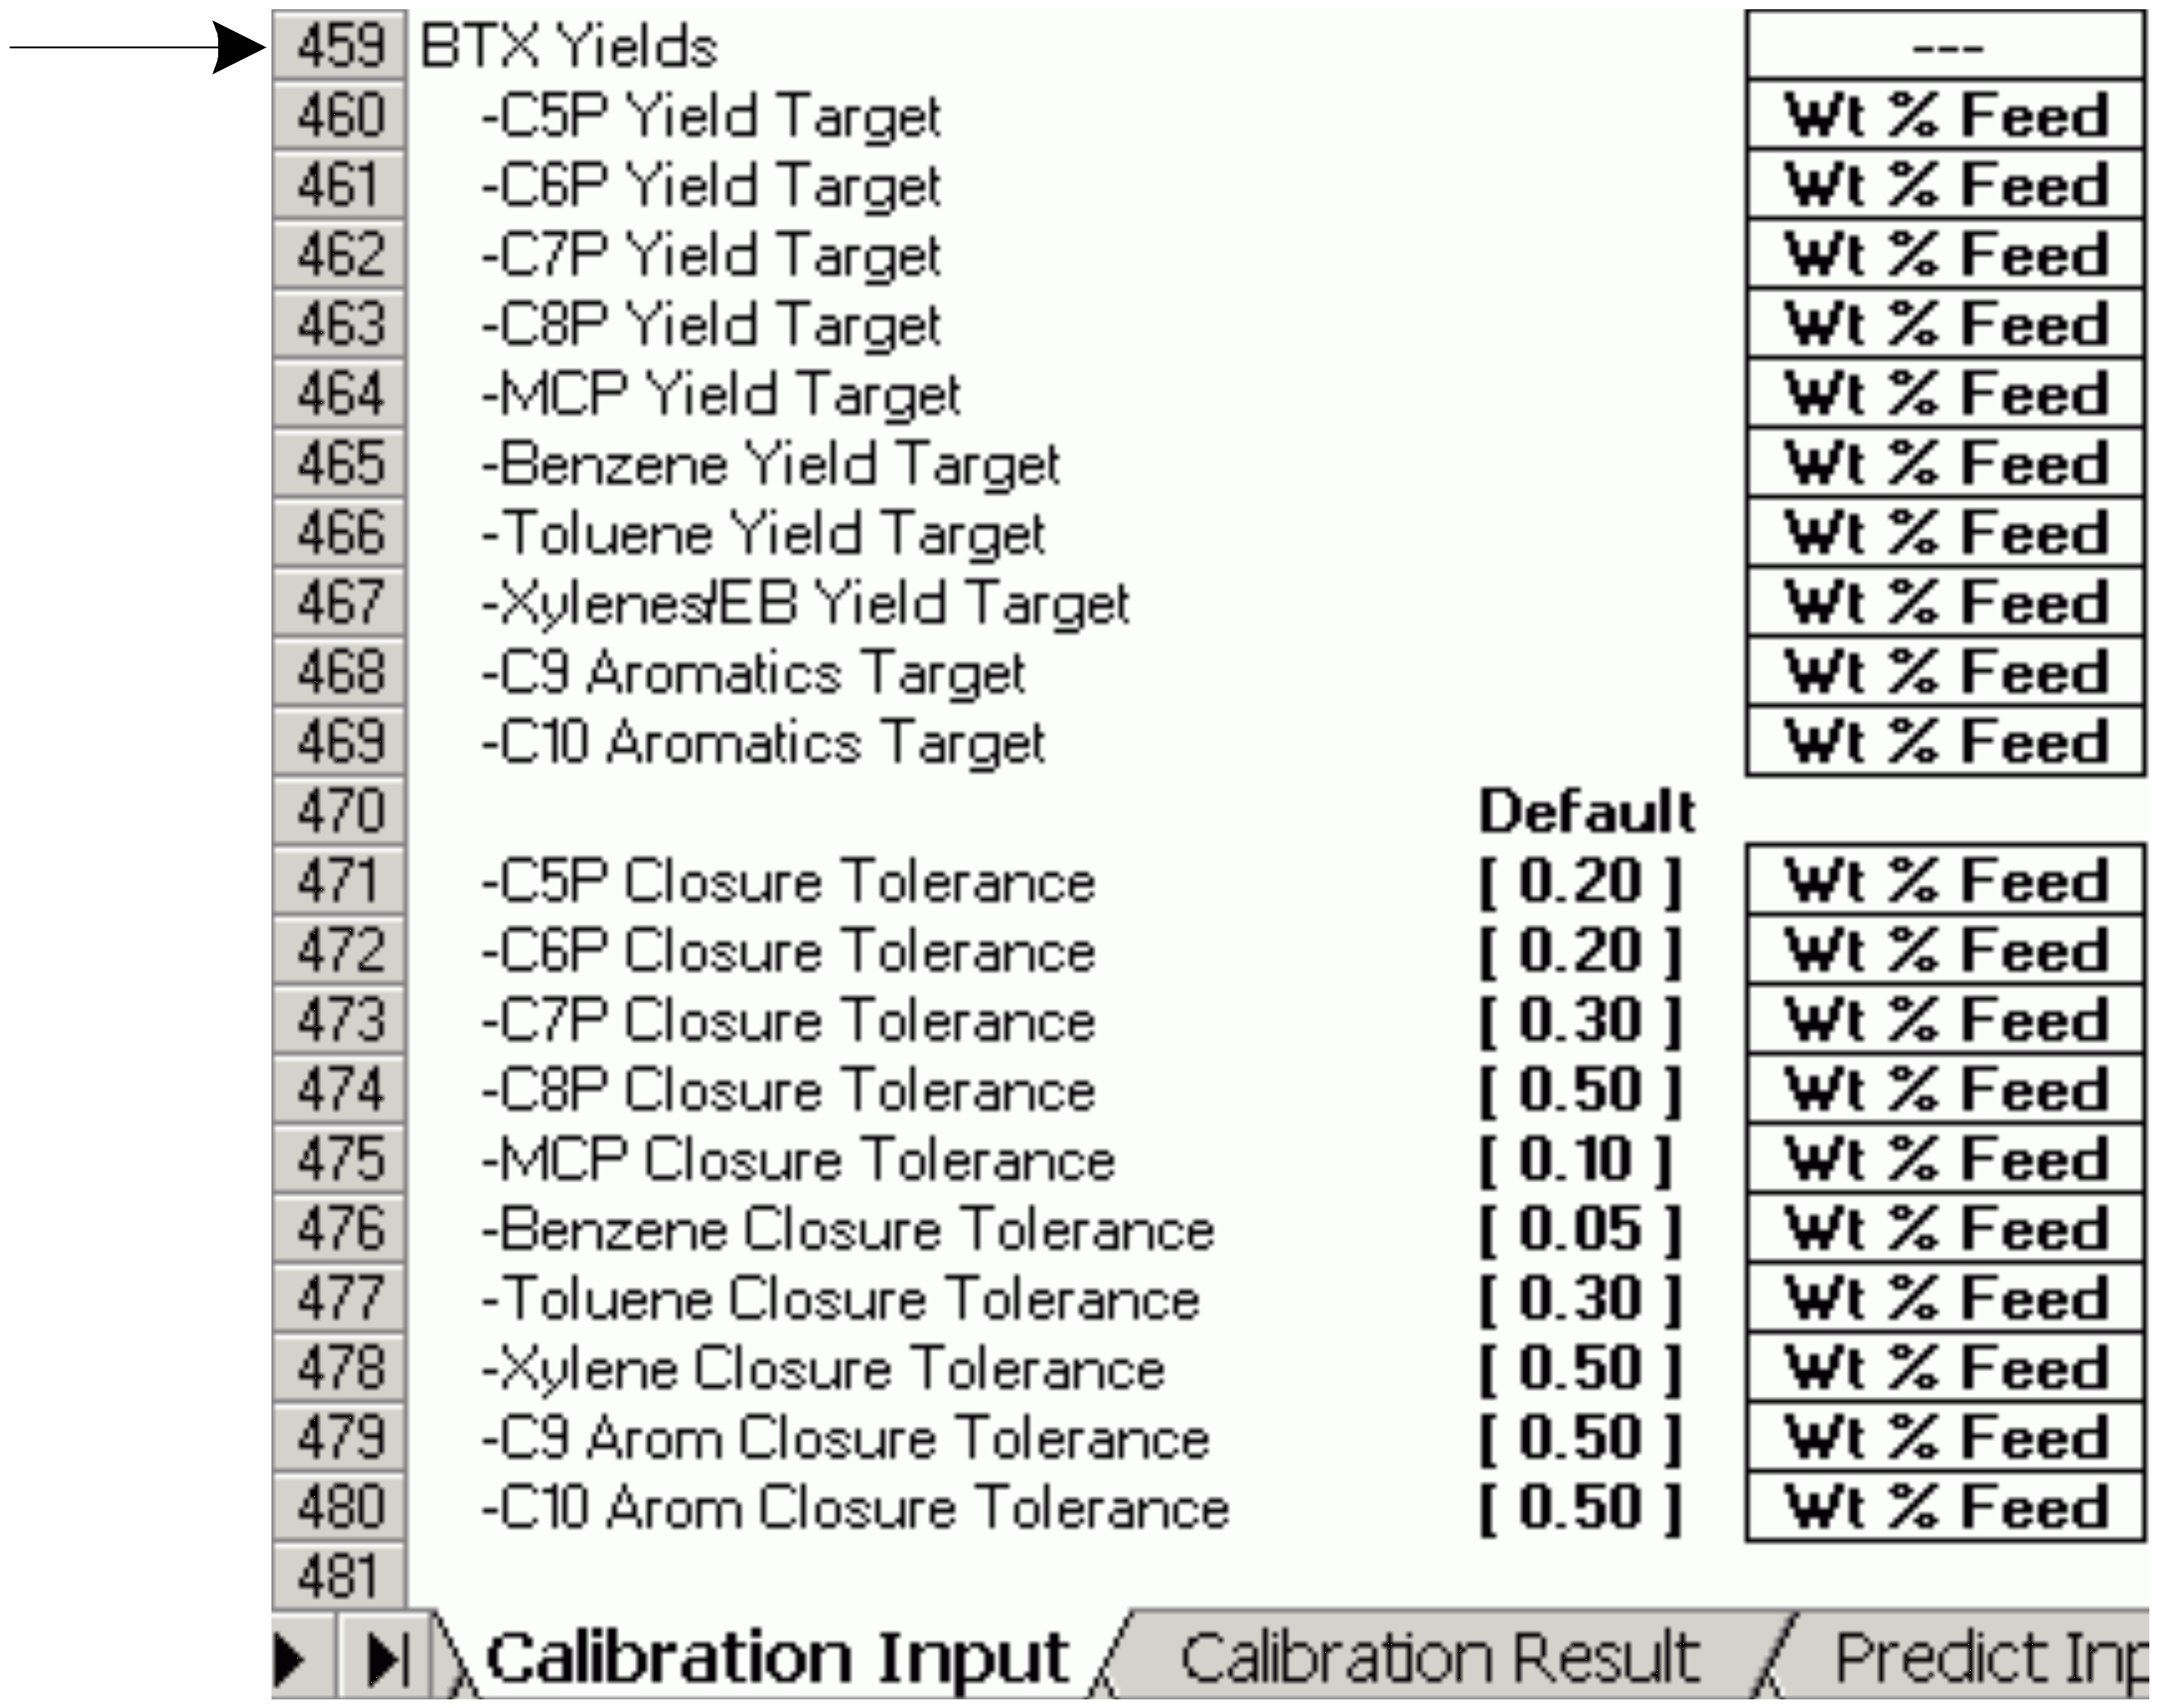 459 BTX Yields ---
460 -C5P Yield Target Wt % Feed
461 -C6P Yield Target Wt % Feed
462 -C7P Yield Target Wt % Feed
463 -C8P Yield Target Wt % Feed
464 -MCP Yield Target Wt % Feed
465 -Benzene Yield Target Wt % Feed
466 -Toluene Yield Target Wt % Feed
467 -Xylenes/EB Yield Target Wt % Feed
468 -C9 Aromatics Target Wt % Feed
469 -C10 Aromatics Target Wt % Feed
470 Default
471 -C5P Closure Tolerance [ 0.20 ] Wt % Feed
472 -C6P Closure Tolerance [ 0.20 ] Wt % Feed
473 -C7P Closure Tolerance [ 0.30 ] Wt % Feed
474 -C8P Closure Tolerance [ 0.50 ] Wt % Feed
475 -MCP Closure Tolerance [ 0.10 ] Wt % Feed
476 -Benzene Closure Tolerance [ 0.05 ] Wt % Feed
477 -Toluene Closure Tolerance [ 0.30 ] Wt % Feed
478 -Xylene Closure Tolerance [ 0.50 ] Wt % Feed
479 -C9 Arom Closure Tolerance [ 0.50 ] Wt % Feed
480 -C10 Arom Closure Tolerance [ 0.50 ] Wt % Feed
481
Calibration Input Calibration Result Predict Inp